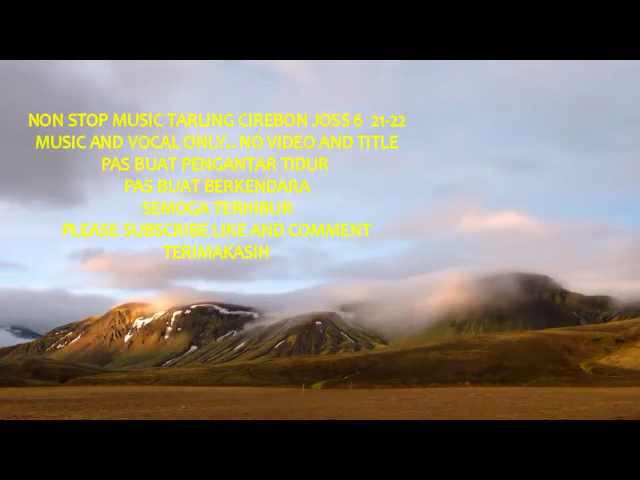 NON STOP MUSIC TARLING CIREBON JOSS 6 21-22
MUSIC AND VOCAL ONLY.. NO VIDEO AND TITLE
PAS BUAT PENGANTAR TIDUR
PAS BUAT BERKENDARA
SEMOGA TERHIBUR
PLEASE SUBSCRIBE LIKE AND COMMENT
TERIMAKASIH